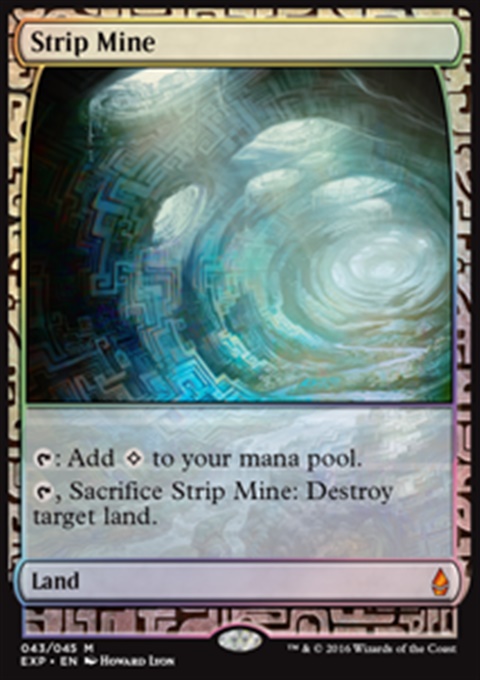 Strip Mine
: Add to your mana pool.
, Sacrifice Strip Mine: Destroy
target land.
Land
043/045 M
EXP • EN Howard Lyon
™ & © 2016 Wizards of the Coast